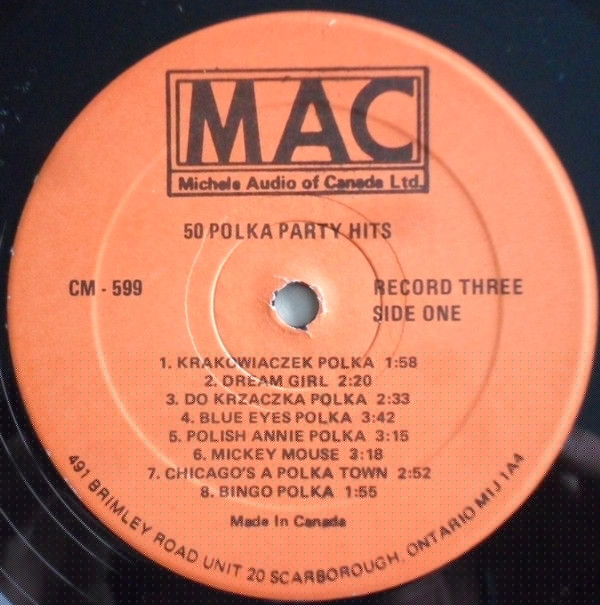 MAC
Michele Audio of Canada Ltd.
50 POLKA PARTY HITS
CM - 599
RECORD THREE
SIDE ONE
1. KRAKOWIACZEK POLKA 1:58
2. DREAM GIRL 2:20
3. DO KRZACZKA POLKA 2:33
4. BLUE EYES POLKA 3:42
5. POLISH ANNIE POLKA 3:15
6. MICKEY MOUSE 3:18
7. CHICAGO'S A POLKA TOWN 2:52
8. BINGO POLKA 1:55
Made In Canada
491 BRIMLEY ROAD UNIT 20 SCARBOROUGH, ONTARIO M1J 1A4